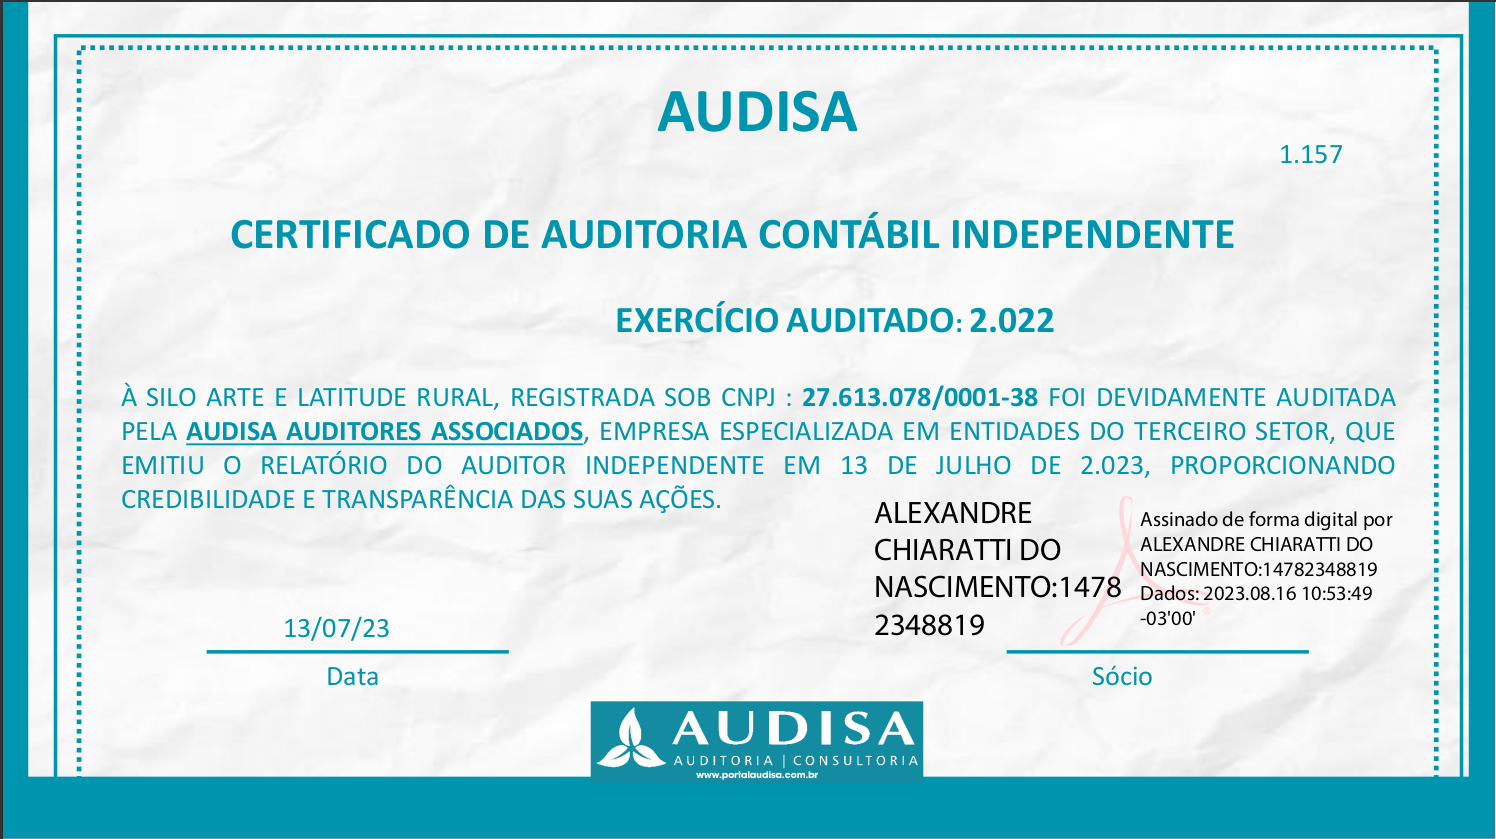 AUDISA
1.157
CERTIFICADO DE AUDITORIA CONTÁBIL INDEPENDENTE
EXERCÍCIO AUDITADO: 2.022
À SILO ARTE E LATITUDE RURAL, REGISTRADA SOB CNPJ : 27.613.078/0001-38 FOI DEVIDAMENTE AUDITADA
PELA AUDISA AUDITORES ASSOCIADOS, EMPRESA ESPECIALIZADA EM ENTIDADES DO TERCEIRO SETOR, QUE
EMITIU O RELATÓRIO DO AUDITOR INDEPENDENTE EM 13 DE JULHO DE 2.023, PROPORCIONANDO
CREDIBILIDADE E TRANSPARÊNCIA DAS SUAS AÇÕES.
ALEXANDRE
CHIARATTI DO
NASCIMENTO:1478
2348819
Assinado de forma digital por
ALEXANDRE CHIARATTI DO
NASCIMENTO:14782348819
Dados: 2023.08.16 10:53:49
-03'00'
13/07/23
Data
Sócio
AUDISA
AUDITORIA | CONSULTORIA
www.portalaudisa.com.br